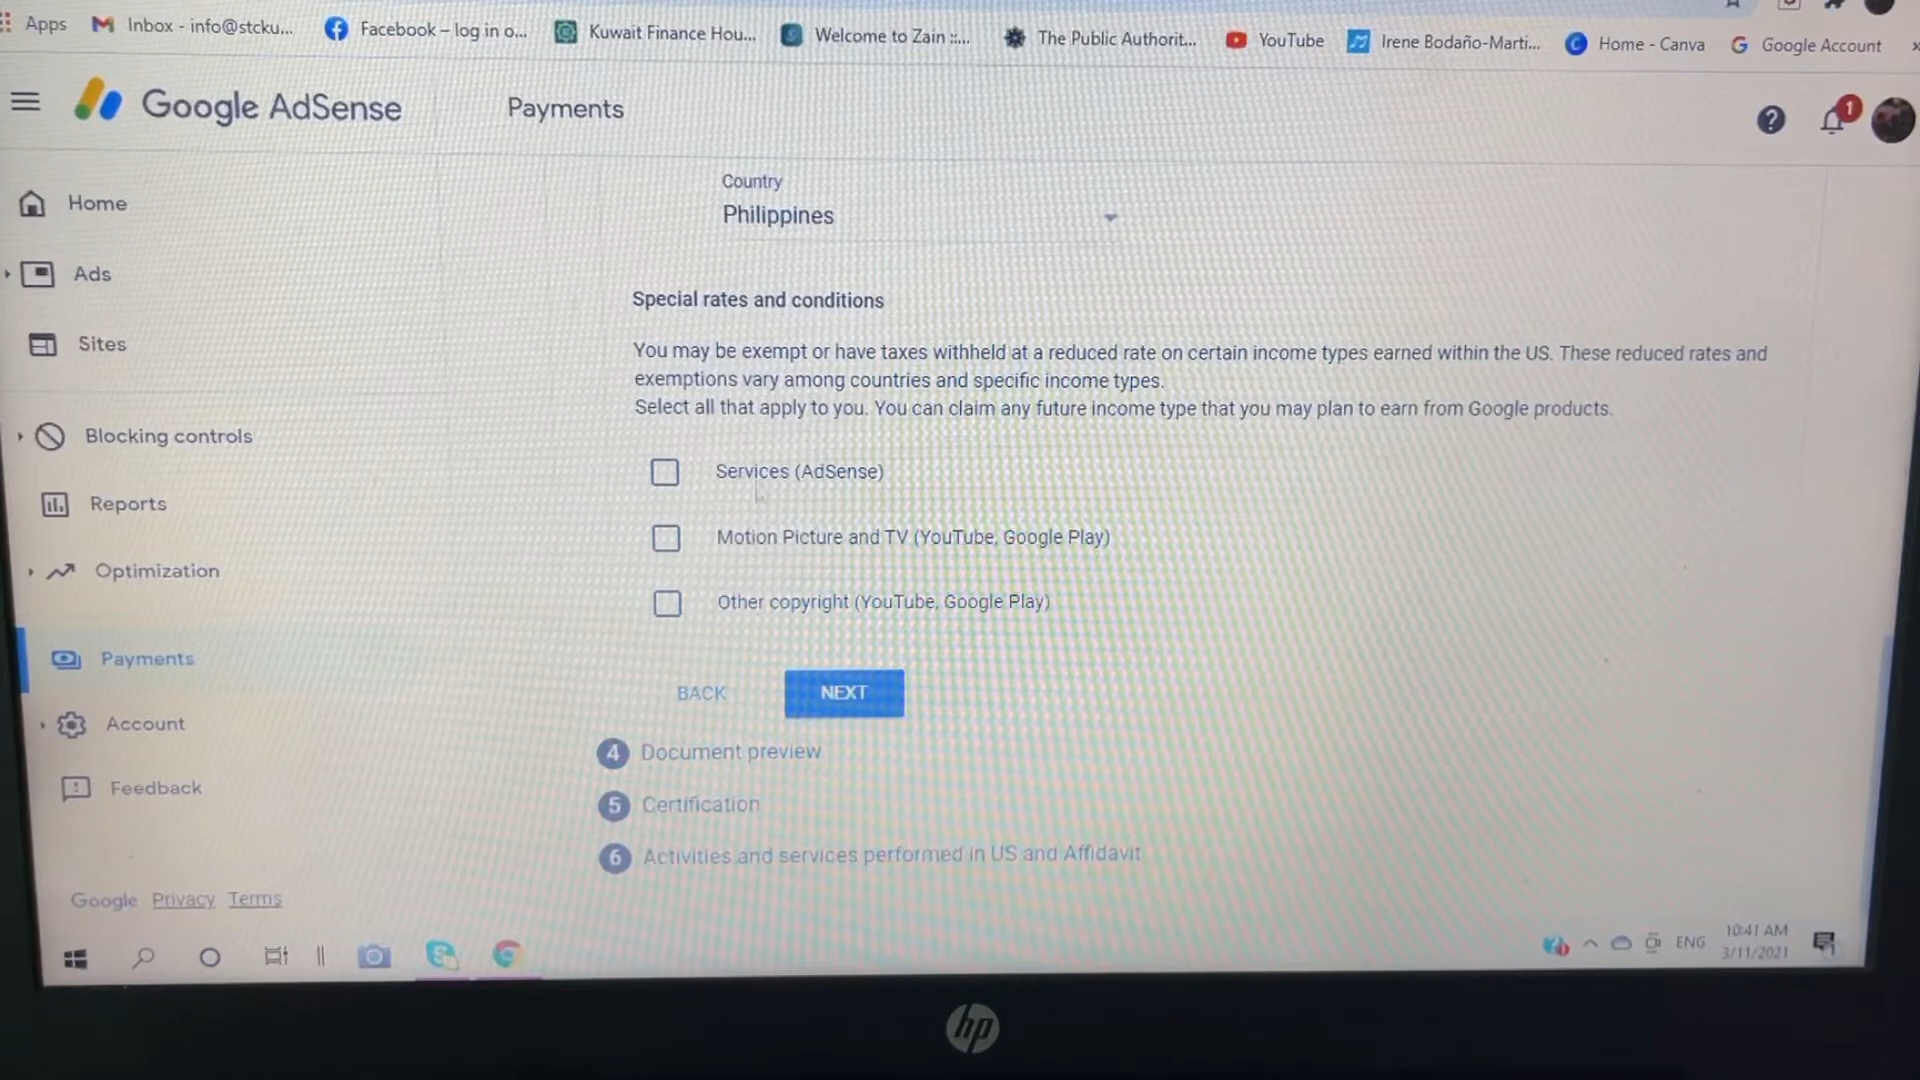 Apps
Inbox - info@stcku...
Facebook – log in o...
Kuwait Finance Hou...
Welcome to Zain ::...
The Public Authorit...
YouTube
Irene Bodaño-Marti...
Home - Canva
Google Account
Google AdSense
Payments
?
1
Home
Ads
Sites
Blocking controls
Reports
Optimization
Payments
Account
Feedback
Google Privacy Terms
Country
Philippines
Special rates and conditions
You may be exempt or have taxes withheld at a reduced rate on certain income types earned within the US. These reduced rates and
exemptions vary among countries and specific income types.
Select all that apply to you. You can claim any future income type that you may plan to earn from Google products.
Services (AdSense)
Motion Picture and TV (YouTube, Google Play)
Other copyright (YouTube, Google Play)
BACK
NEXT
4 Document preview
5 Certification
6 Activities and services performed in US and Affidavit
ENG
10:41 AM
3/11/2021
hp